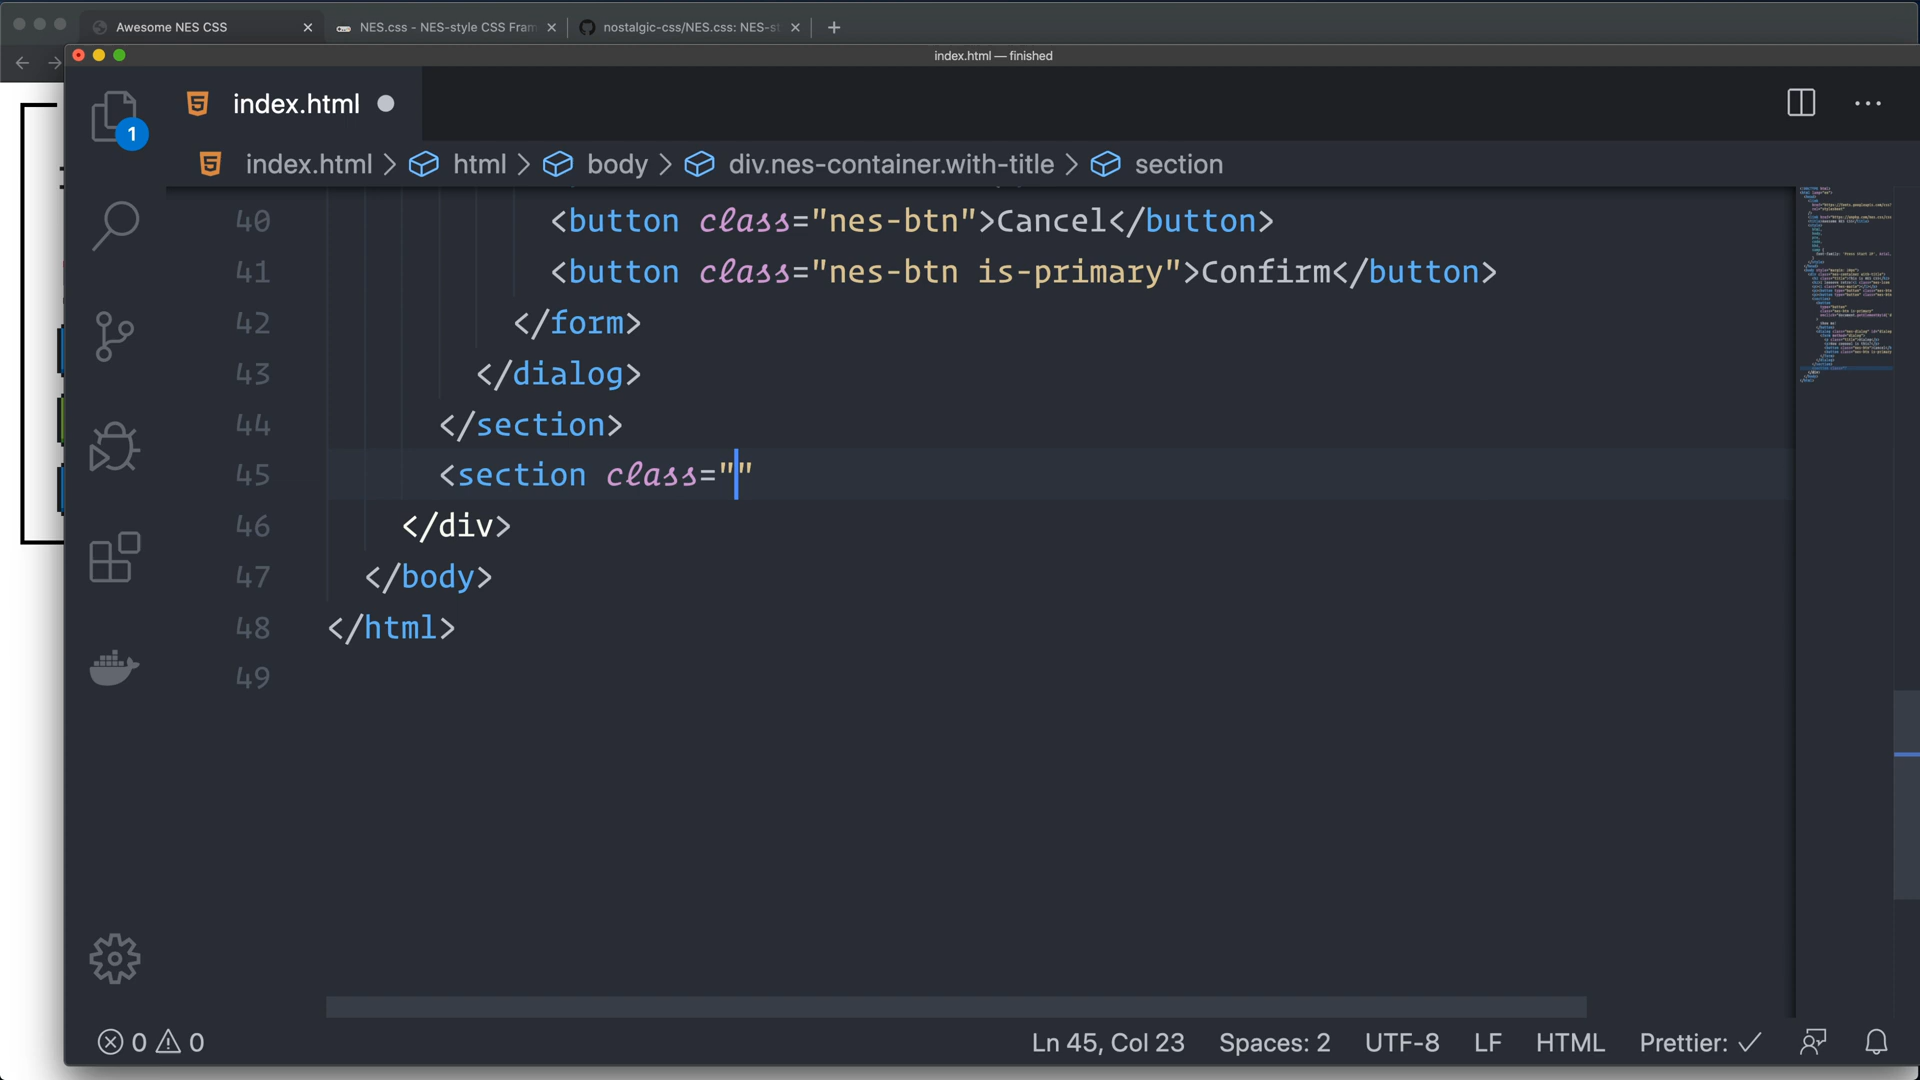 Awesome NES CSS
NES.css - NES-style CSS Fram
nostalgic-css/NES.css: NES-st
index.html — finished
index.html
1
index.html > html > body > div.nes-container.with-title > section
40 <button class="nes-btn">Cancel</button>
41 <button class="nes-btn is-primary">Confirm</button>
42 </form>
43 </dialog>
44 </section>
45 <section class=""
46 </div>
47 </body>
48 </html>
49
0 0 Ln 45, Col 23 Spaces: 2 UTF-8 LF HTML Prettier: ✓